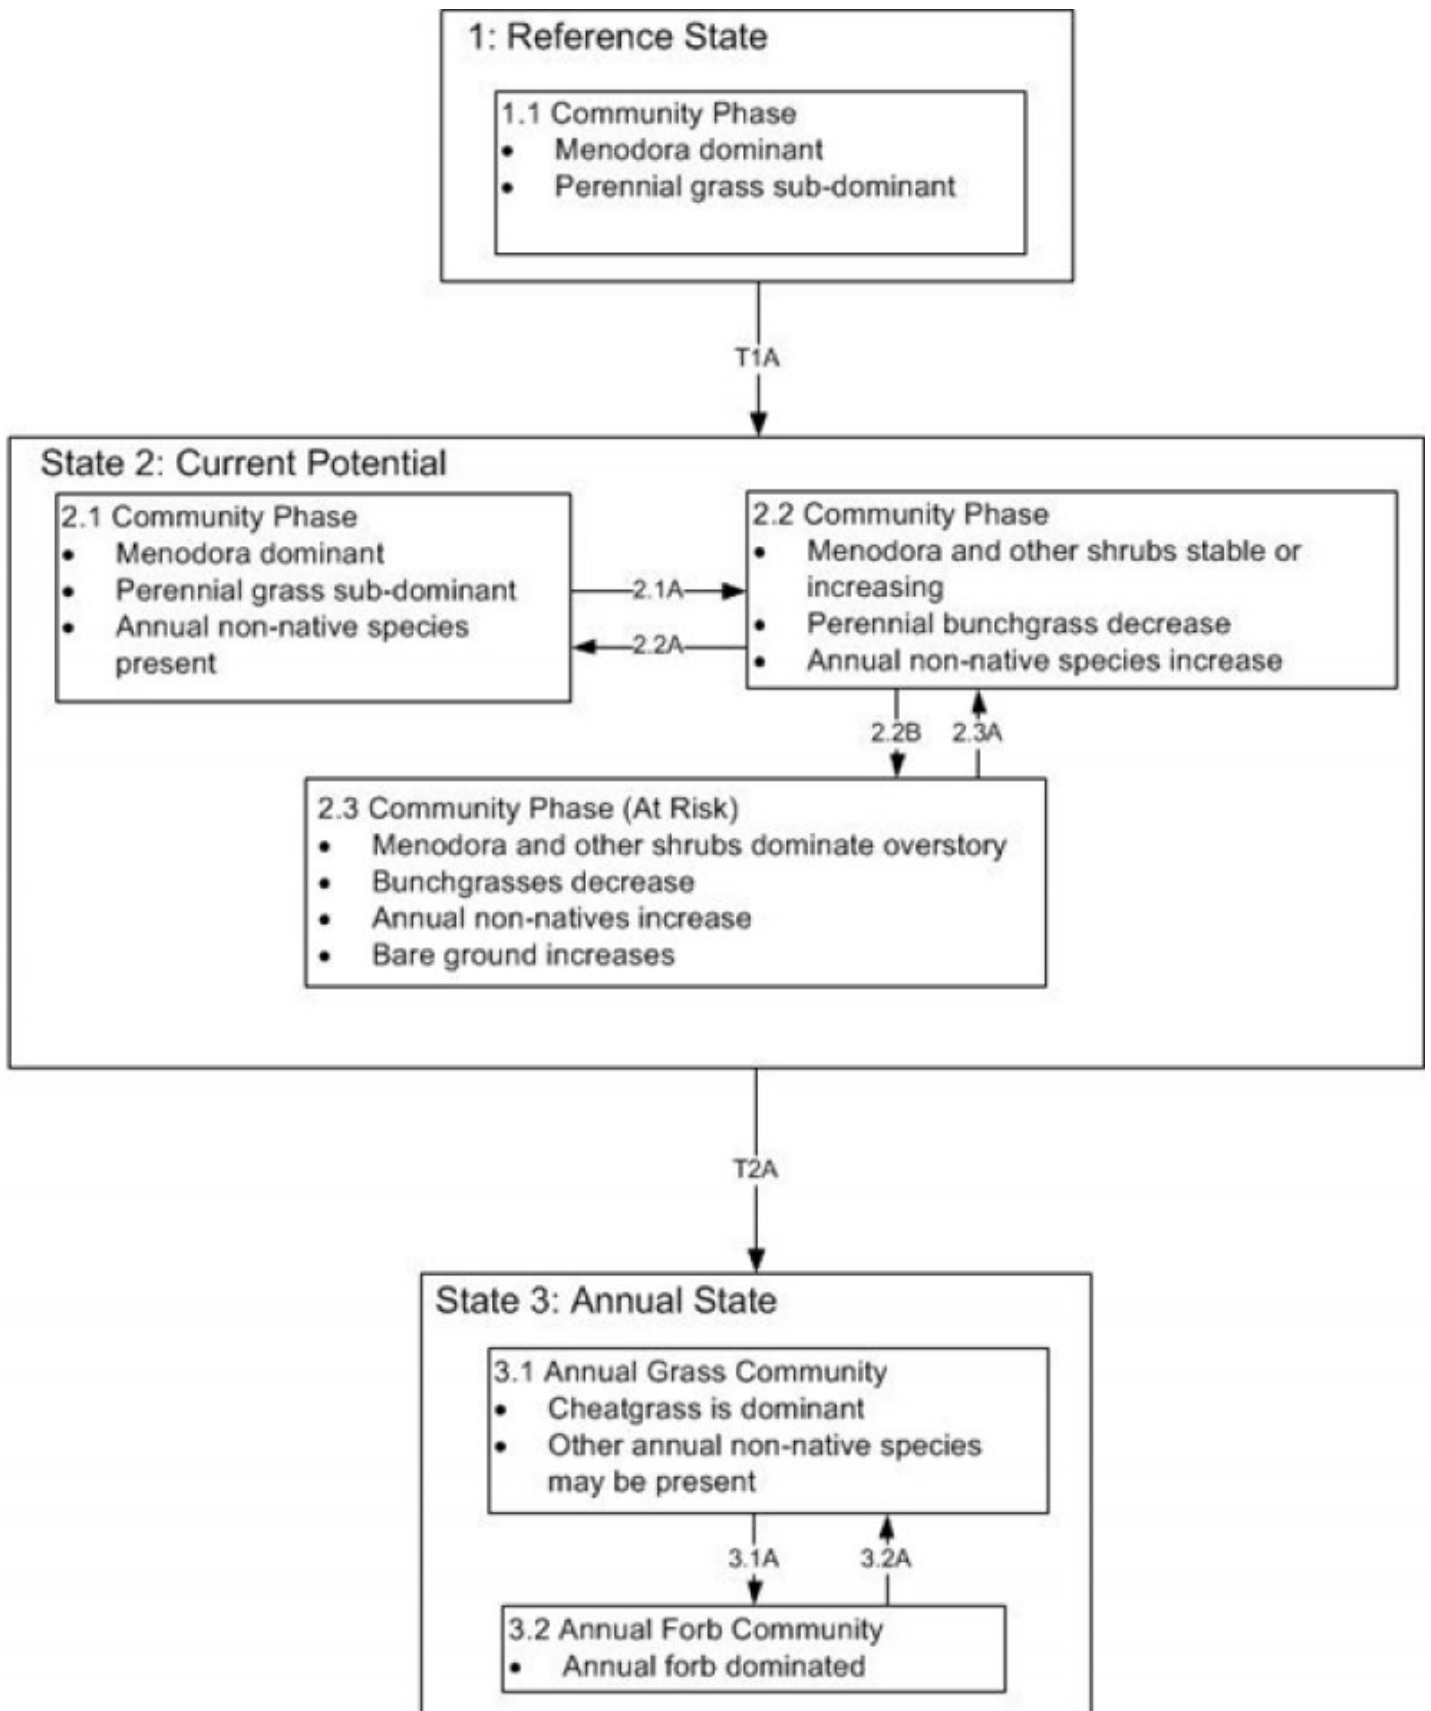 1: Reference State
1.1 Community Phase
• Menodora dominant
• Perennial grass sub-dominant
T1A
State 2: Current Potential
2.1 Community Phase
• Menodora dominant
• Perennial grass sub-dominant
• Annual non-native species
present
2.1A
2.2A
2.2 Community Phase
• Menodora and other shrubs stable or
increasing
• Perennial bunchgrass decrease
• Annual non-native species increase
2.2B
2.3A
2.3 Community Phase (At Risk)
• Menodora and other shrubs dominate overstory
• Bunchgrasses decrease
• Annual non-natives increase
• Bare ground increases
T2A
State 3: Annual State
3.1 Annual Grass Community
• Cheatgrass is dominant
• Other annual non-native species
may be present
3.1A
3.2A
3.2 Annual Forb Community
• Annual forb dominated